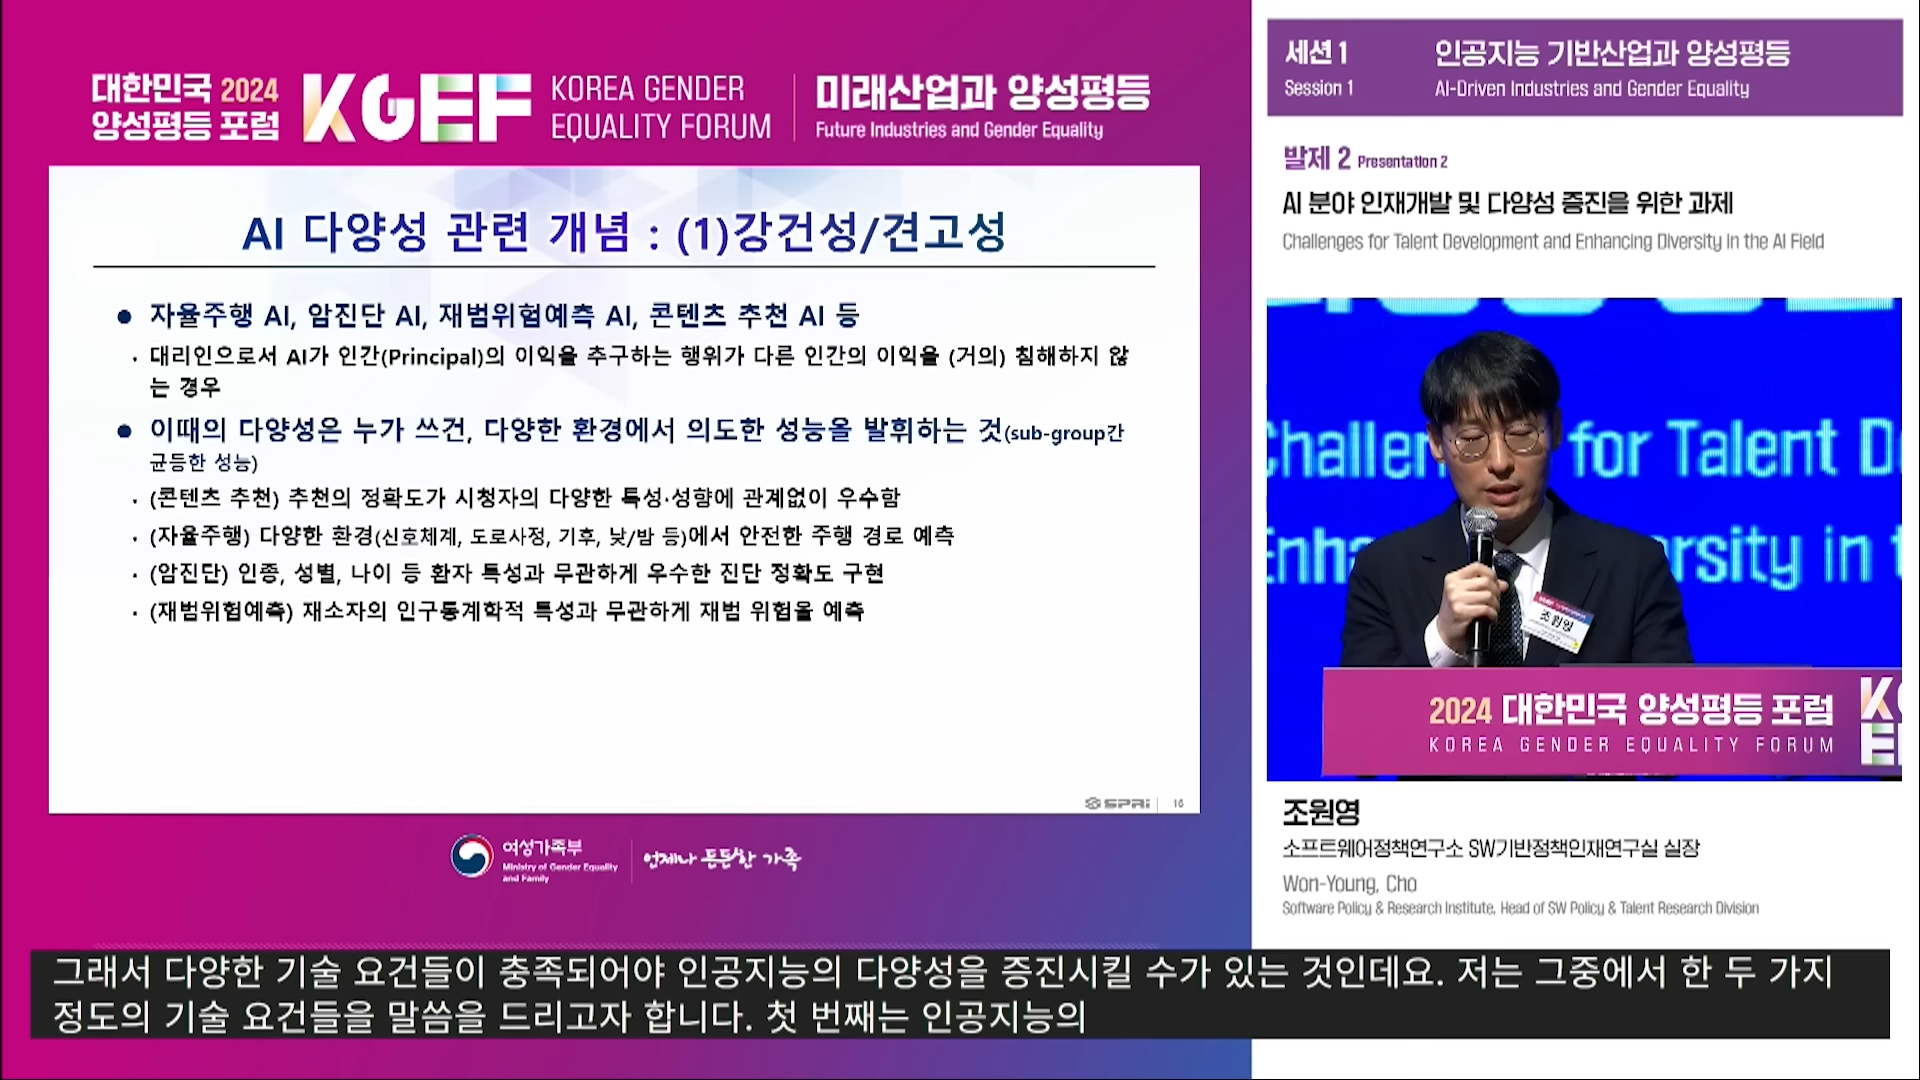 대한민국 2024
양성평등 포럼
KGEF
KOREA GENDER
EQUALITY FORUM
미래산업과 양성평등
Future Industries and Gender Equality
AI 다양성 관련 개념 : (1)강건성/견고성
● 자율주행 AI, 암진단 AI, 재범위험예측 AI, 콘텐츠 추천 AI 등
· 대리인으로서 AI가 인간(Principal)의 이익을 추구하는 행위가 다른 인간의 이익을 (거의) 침해하지 않
는 경우
● 이때의 다양성은 누가 쓰건, 다양한 환경에서 의도한 성능을 발휘하는 것(sub-group간
균등한 성능)
· (콘텐츠 추천) 추천의 정확도가 시청자의 다양한 특성·성향에 관계없이 우수함
· (자율주행) 다양한 환경(신호체계, 도로사정, 기후, 낮/밤 등)에서 안전한 주행 경로 예측
· (암진단) 인종, 성별, 나이 등 환자 특성과 무관하게 우수한 진단 정확도 구현
· (재범위험예측) 재소자의 인구통계학적 특성과 무관하게 재범 위험을 예측
SPRi 16
여성가족부
Ministry of Gender Equality
and Family
언제나 든든한 가족
세션 1 인공지능 기반산업과 양성평등
Session 1 AI-Driven Industries and Gender Equality
발제 2 Presentation 2
AI 분야 인재개발 및 다양성 증진을 위한 과제
Challenges for Talent Development and Enhancing Diversity in the AI Field
for Talent
in
조원영
2024 대한민국 양성평등 포럼
KOREA GENDER EQUALITY FORUM
조원영
소프트웨어정책연구소 SW기반정책인재연구실 실장
Won-Young, Cho
Software Policy & Research Institute, Head of SW Policy & Talent Research Division
그래서 다양한 기술 요건들이 충족되어야 인공지능의 다양성을 증진시킬 수가 있는 것인데요. 저는 그중에서 한 두 가지
정도의 기술 요건들을 말씀을 드리고자 합니다. 첫 번째는 인공지능의